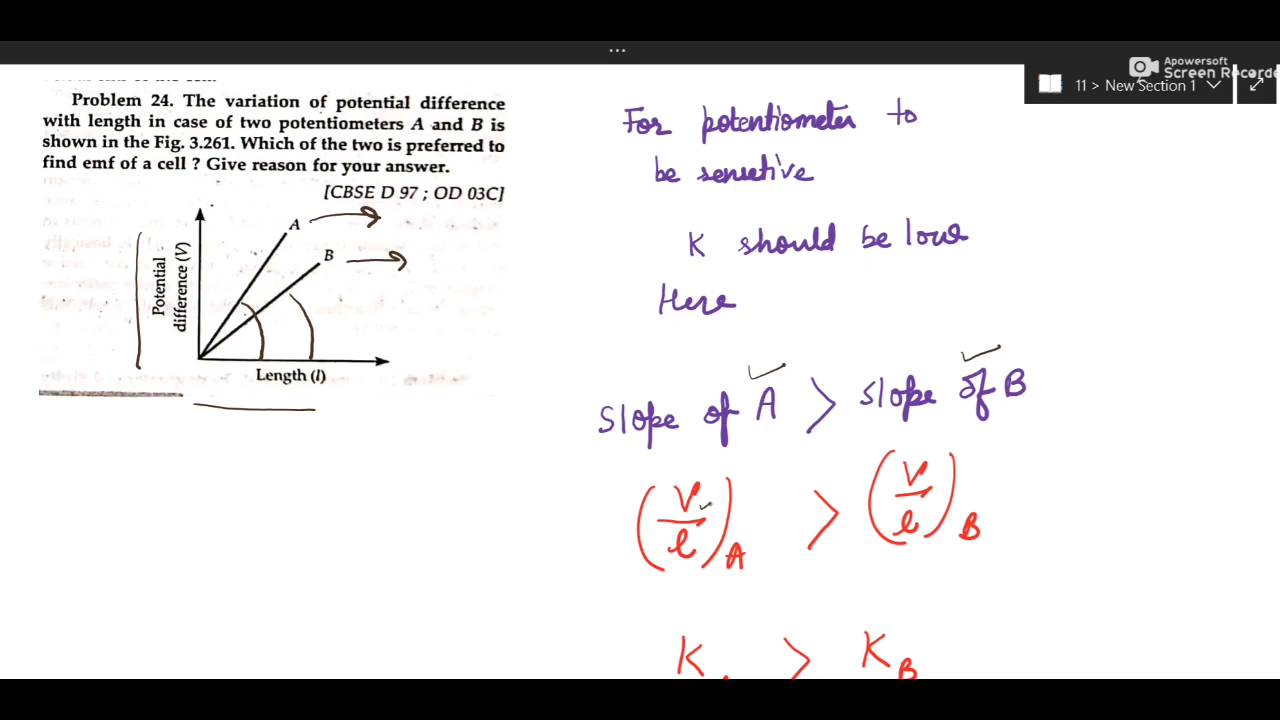 Apowersoft
Screen Recorde
11 > New Section 1
Problem 24. The variation of potential difference
with length in case of two potentiometers A and B is
shown in the Fig. 3.261. Which of the two is preferred to
find emf of a cell ? Give reason for your answer.
[CBSE D 97 ; OD 03C]
A
B
Potential
difference (V)
Length (l)
For potentiometer to
be sensetive
K should be low
Here
Slope of A > Slope of B
(V/l)A > (V/l)B
K > KB